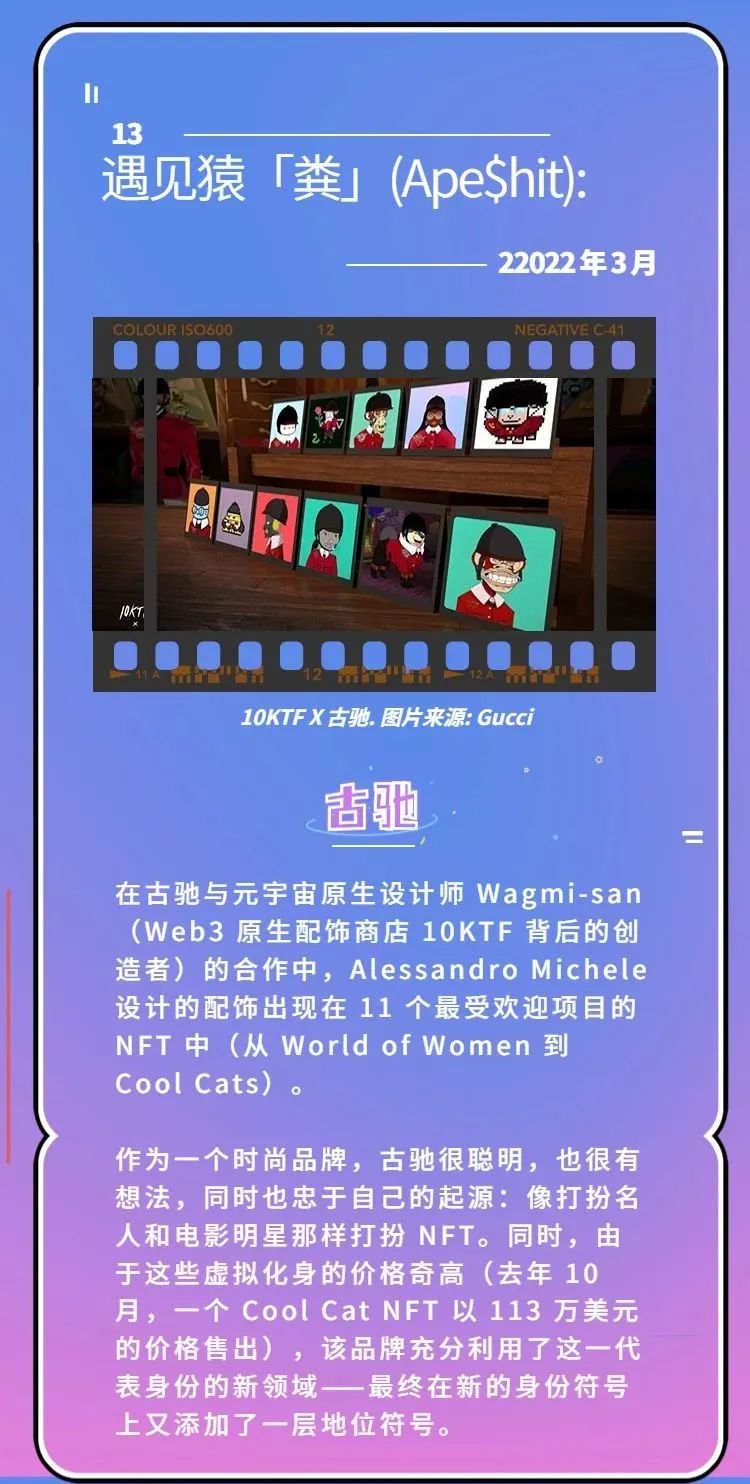 13
遇见猿「粪」(Ape$hit):
22022年3月
COLOUR ISO600 12 NEGATIVE C-41
10KTF
×
11 A 12 12 A
10KTF X 古驰. 图片来源: Gucci
古驰
在古驰与元宇宙原生设计师 Wagmi-san
（Web3 原生配饰商店 10KTF 背后的创
造者）的合作中，Alessandro Michele
设计的配饰出现在 11 个最受欢迎项目的
NFT 中（从 World of Women 到
Cool Cats）。
作为一个时尚品牌，古驰很聪明，也很有
想法，同时也忠于自己的起源：像打扮名
人和电影明星那样打扮 NFT。同时，由
于这些虚拟化身的价格奇高（去年 10
月，一个 Cool Cat NFT 以 113 万美元
的价格售出），该品牌充分利用了这一代
表身份的新领域——最终在新的身份符号
上又添加了一层地位符号。